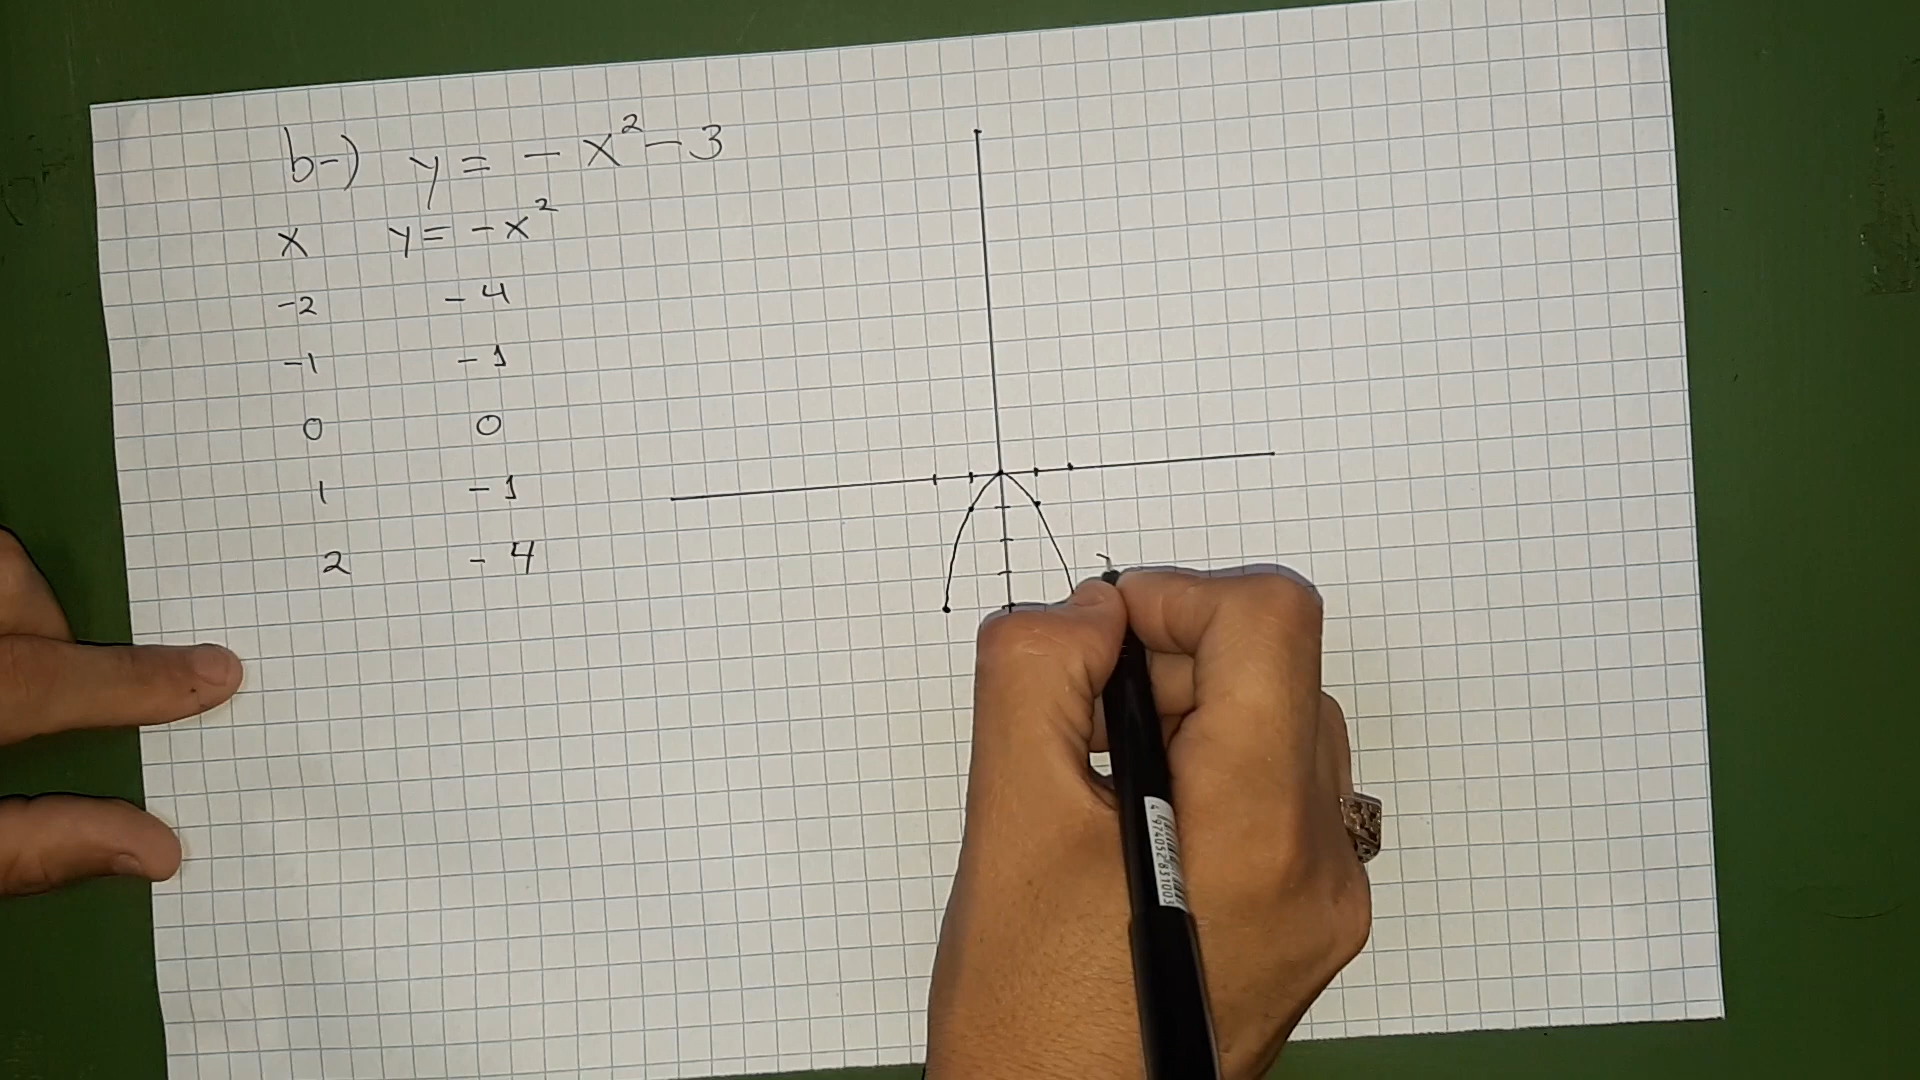 b-) y = - x² - 3
x y = - x²
-2 - 4
-1 - 1
0 0
1 - 1
2 - 4